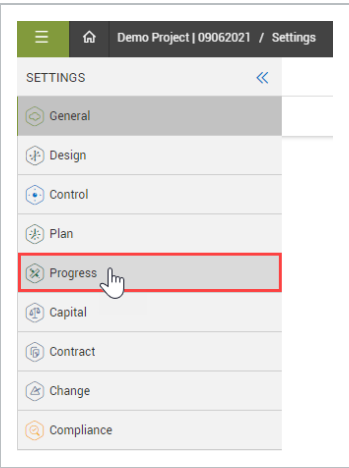 Demo Project | 09062021 / Settings
SETTINGS
General
Design
Control
Plan
Progress
Capital
Contract
Change
Compliance